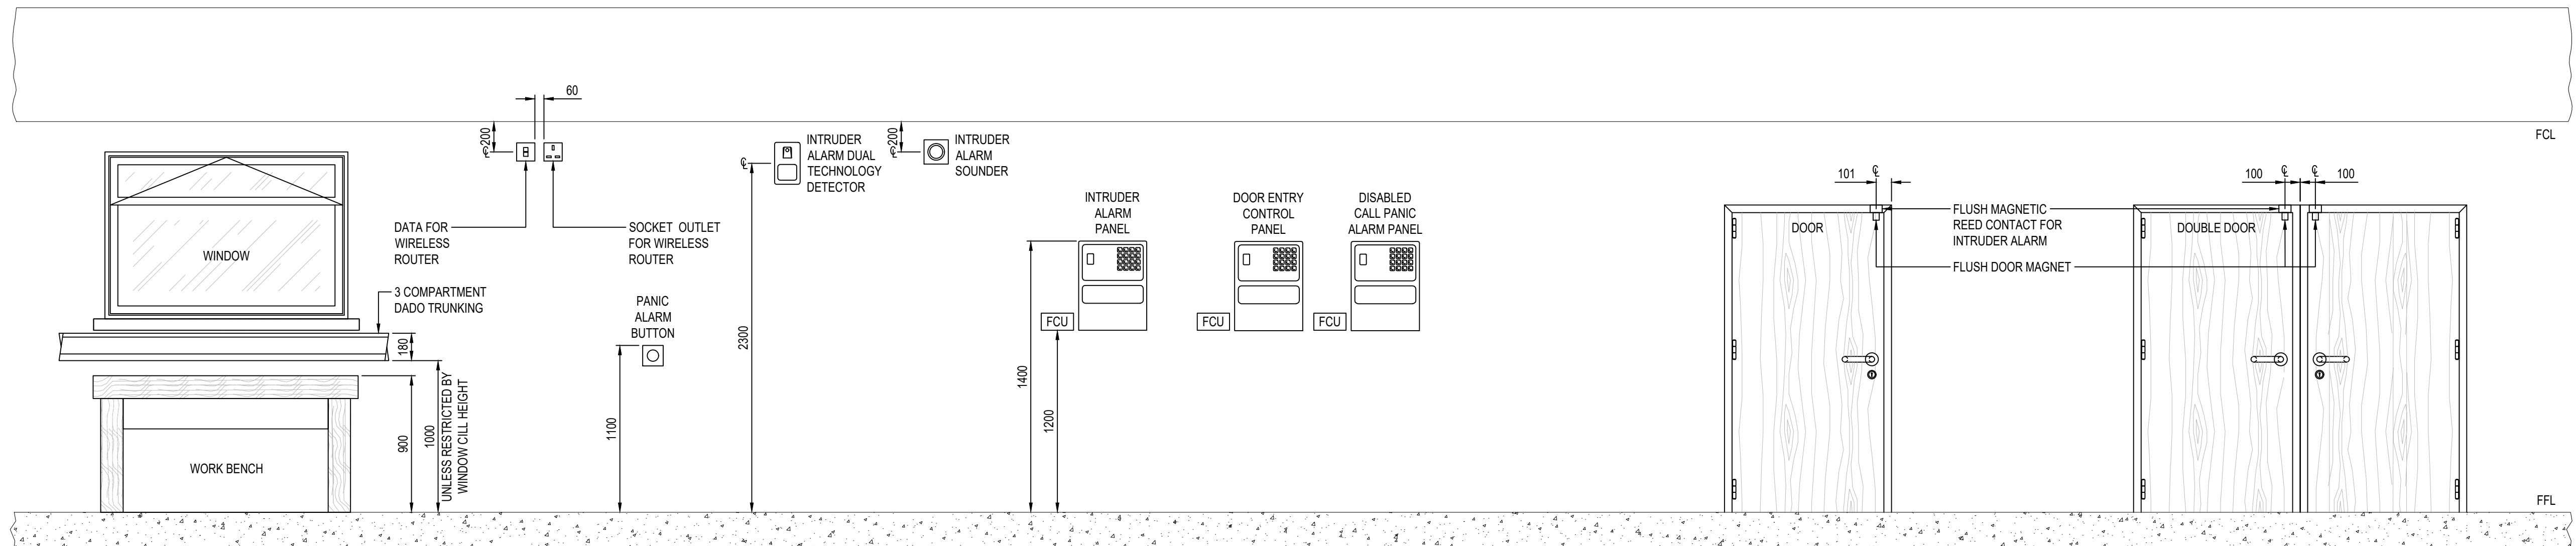 60
℄200
℄
℄200
INTRUDER
ALARM DUAL
TECHNOLOGY
DETECTOR
INTRUDER
ALARM
SOUNDER
FCL
101
℄
100
℄
℄
100
INTRUDER
ALARM
PANEL
DOOR ENTRY
CONTROL
PANEL
DISABLED
CALL PANIC
ALARM PANEL
DATA FOR
WIRELESS
ROUTER
SOCKET OUTLET
FOR WIRELESS
ROUTER
WINDOW
DOOR
FLUSH MAGNETIC
REED CONTACT FOR
INTRUDER ALARM
FLUSH DOOR MAGNET
DOUBLE DOOR
3 COMPARTMENT
DADO TRUNKING
PANIC
ALARM
BUTTON
FCU
FCU
FCU
180
2300
1400
1200
1100
900
1000
UNLESS RESTRICTED BY
WINDOW CILL HEIGHT
WORK BENCH
FFL